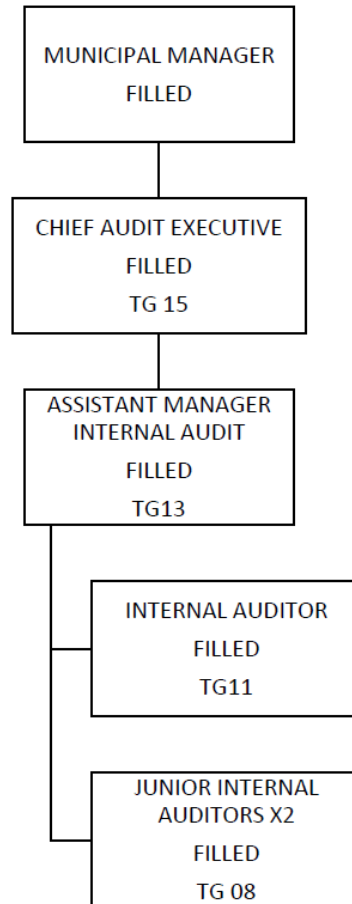 MUNICIPAL MANAGER
FILLED
CHIEF AUDIT EXECUTIVE
FILLED
TG 15
ASSISTANT MANAGER
INTERNAL AUDIT
FILLED
TG13
INTERNAL AUDITOR
FILLED
TG11
JUNIOR INTERNAL
AUDITORS X2
FILLED
TG 08